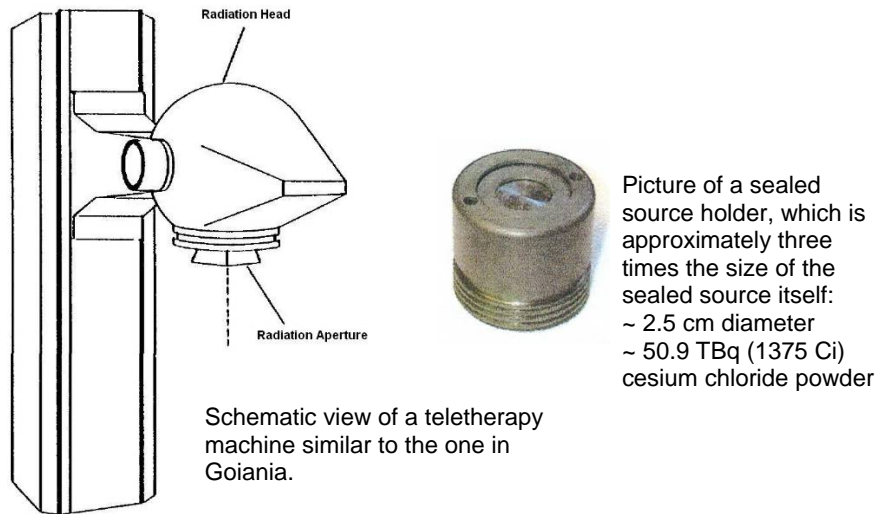 Radiation Head
Picture of a sealed
source holder, which is
approximately three
times the size of the
sealed source itself:
~ 2.5 cm diameter
~ 50.9 TBq (1375 Ci)
cesium chloride powder
Radiation Aperture
Schematic view of a teletherapy
machine similar to the one in
Goiania.